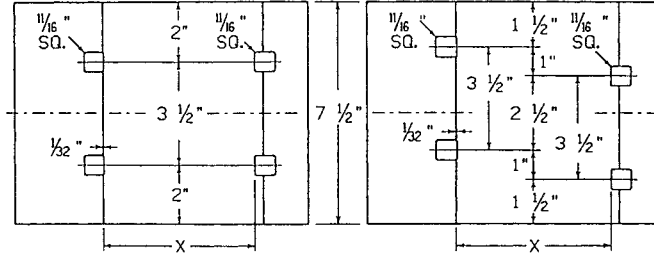 11/16 "
SQ.
2"
11/16 "
SQ.
3 1/2"
1/32 "
2"
X
7 1/2"
11/16 "
SQ.
1 1/2"
11/16 "
SQ.
1"
3 1/2"
2 1/2"
1/32 "
3 1/2"
1"
1 1/2"
X